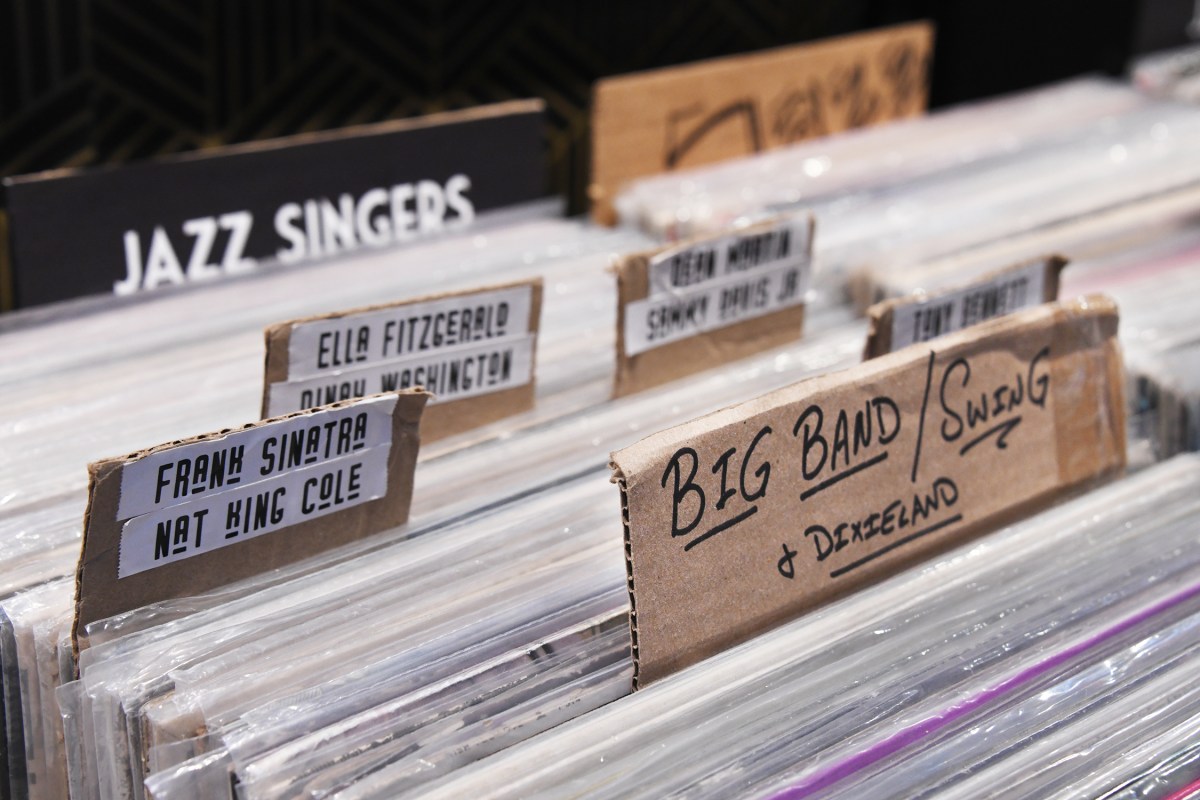 JAZZ SINGERS
ELLA FITZGERALD
DINAH WASHINGTON
DEAN MARTIN
SAMMY DAVIS JR
TONY BENNETT
FRANK SINATRA
NAT KING COLE
BIG BAND/SWING
& DIXIELAND